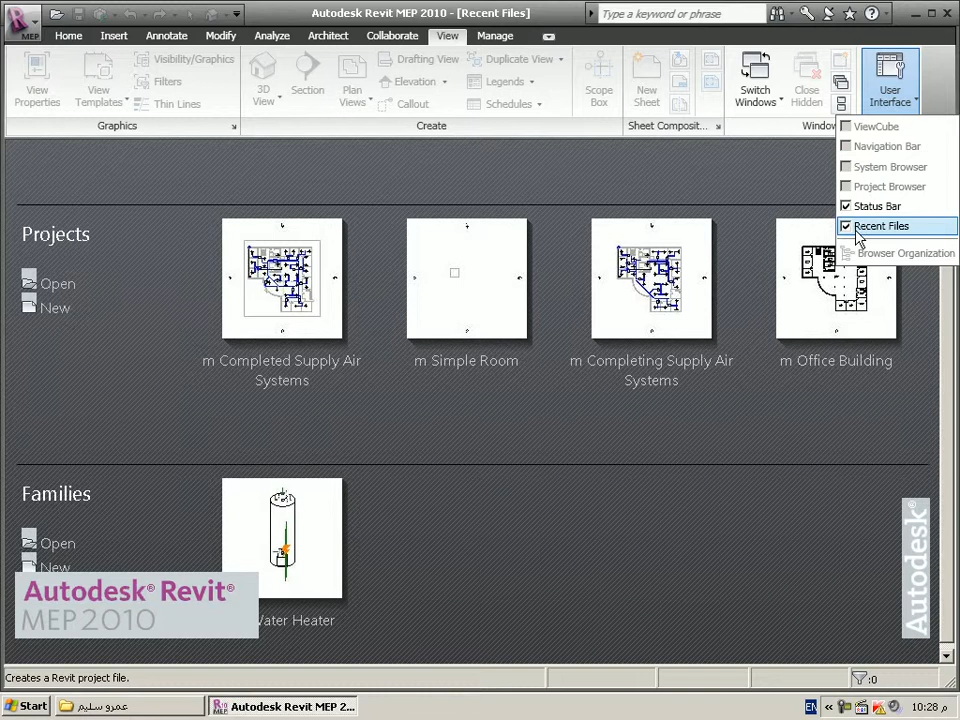 Autodesk Revit MEP 2010 - [Recent Files]
Type a keyword or phrase
MEP
Home Insert Annotate Modify Analyze Architect Collaborate View Manage
View Properties
View Templates
Visibility/Graphics
Filters
Thin Lines
Graphics
3D View
Section
Plan Views
Drafting View
Elevation
Callout
Duplicate View
Legends
Schedules
Create
Scope Box
New Sheet
Sheet Composit...
Switch Windows
Close Hidden
Window
User Interface
ViewCube
Navigation Bar
System Browser
Project Browser
Status Bar
Recent Files
Browser Organization
Projects
Open
New
m Completed Supply Air
Systems
m Simple Room
m Completing Supply Air
Systems
m Office Building
Families
Open
New
Water Heater
Autodesk® Revit®
MEP 2010
Autodesk®
Creates a Revit project file.
:0
Start
عمرو سليم
Autodesk Revit MEP 2...
EN
10:28 م